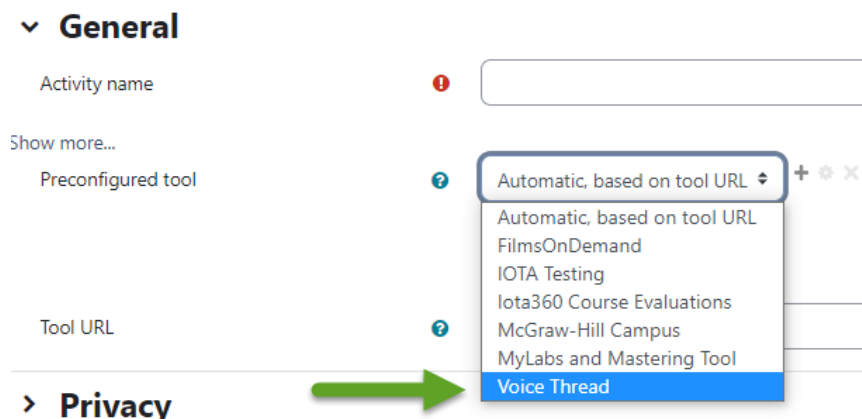 General
Activity name
Show more...
Preconfigured tool
Automatic, based on tool URL
Automatic, based on tool URL
FilmsOnDemand
IOTA Testing
Iota360 Course Evaluations
McGraw-Hill Campus
MyLabs and Mastering Tool
Tool URL
Voice Thread
Privacy